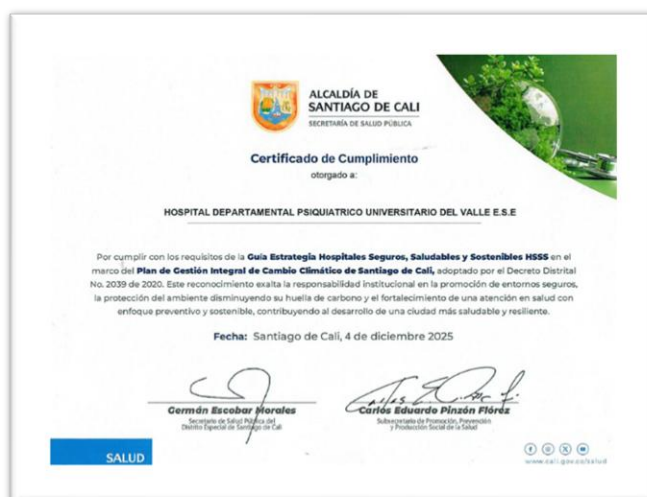 ALCALDÍA DE
SANTIAGO DE CALI
SECRETARÍA DE SALUD PÚBLICA
Certificado de Cumplimiento
otorgado a:
HOSPITAL DEPARTAMENTAL PSIQUIATRICO UNIVERSITARIO DEL VALLE E.S.E
Por cumplir con los requisitos de la Guía Estrategia Hospitales Seguros, Saludables y Sostenibles HSSS en el
marco del Plan de Gestión Integral de Cambio Climático de Santiago de Cali, adoptado por el Decreto Distrital
No. 2039 de 2020. Este reconocimiento exalta la responsabilidad institucional en la promoción de entornos seguros,
la protección del ambiente disminuyendo su huella de carbono y el fortalecimiento de una atención en salud con
enfoque preventivo y sostenible, contribuyendo al desarrollo de una ciudad más saludable y resiliente.
Fecha: Santiago de Cali, 4 de diciembre 2025
Germán Escobar Morales
Secretario de Salud Pública del
Distrito Especial de Santiago de Cali
Carlos Eduardo Pinzón Flórez
Subsecretario de Promoción, Prevención
y Producción Social de la Salud
SALUD
www.cali.gov.co/salud